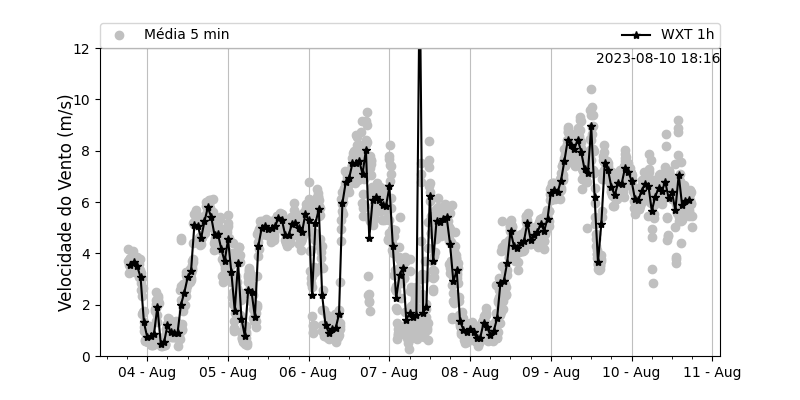 Média 5 min
WXT 1h
2023-08-10 18:16
Velocidade do Vento (m/s)
12
10
8
6
4
2
0
04 - Aug
05 - Aug
06 - Aug
07 - Aug
08 - Aug
09 - Aug
10 - Aug
11 - Aug